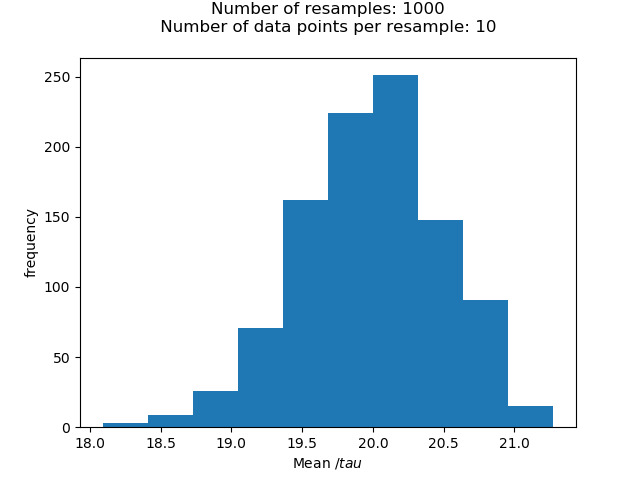 Number of resamples: 1000
Number of data points per resample: 10
250
200
150
100
50
0
frequency
18.0 18.5 19.0 19.5 20.0 20.5 21.0
Mean /tau